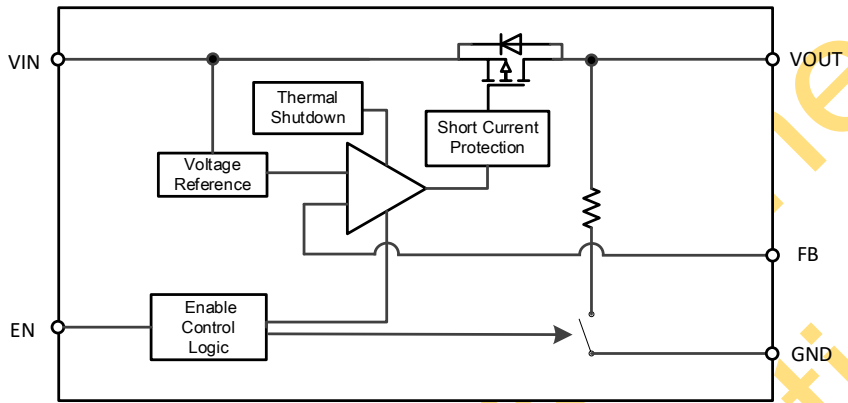 VIN
VOUT
Thermal
Shutdown
Short Current
Protection
Voltage
Reference
FB
EN
Enable
Control
Logic
GND